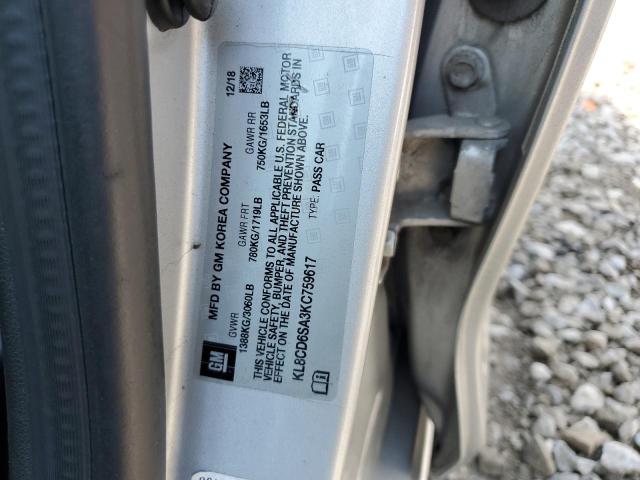 MFD BY GM KOREA COMPANY 12/18
GVWR GAWR FRT GAWR RR
1388KG/3060LB 780KG/1719LB 750KG/1653LB
THIS VEHICLE CONFORMS TO ALL APPLICABLE U.S. FEDERAL MOTOR
VEHICLE SAFETY, BUMPER, AND THEFT PREVENTION STANDARDS IN
EFFECT ON THE DATE OF MANUFACTURE SHOWN ABOVE.
KL8CD6SA3KC759617 TYPE: PASS CAR
GM